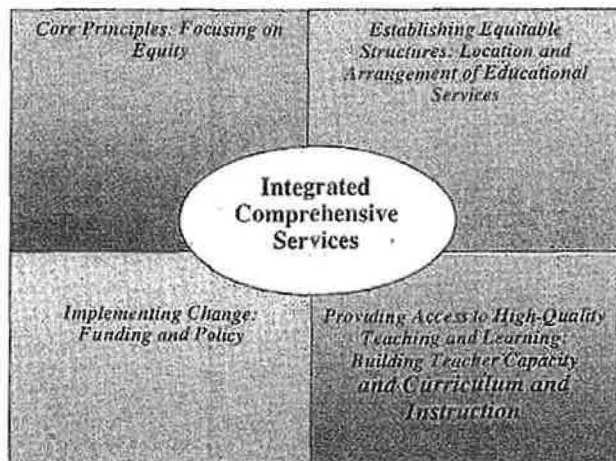 Core Principles: Focusing on
Equity
Establishing Equitable
Structures: Location and
Arrangement of Educational
Services
Integrated
Comprehensive
Services
Implementing Change:
Funding and Policy
Providing Access to High-Quality
Teaching and Learning:
Building Teacher Capacity
and Curriculum and
Instruction